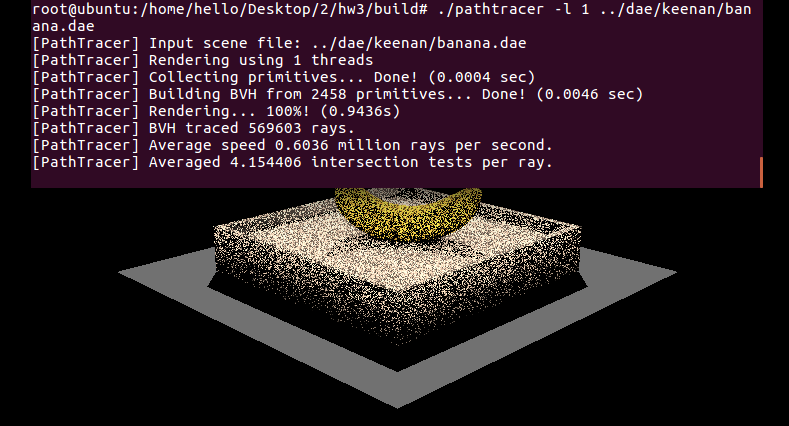 root@ubuntu:/home/hello/Desktop/2/hw3/build# ./pathtracer -l 1 ../dae/keenan/ban
ana.dae
[PathTracer] Input scene file: ../dae/keenan/banana.dae
[PathTracer] Rendering using 1 threads
[PathTracer] Collecting primitives... Done! (0.0004 sec)
[PathTracer] Building BVH from 2458 primitives... Done! (0.0046 sec)
[PathTracer] Rendering... 100%! (0.9436s)
[PathTracer] BVH traced 569603 rays.
[PathTracer] Average speed 0.6036 million rays per second.
[PathTracer] Averaged 4.154406 intersection tests per ray.